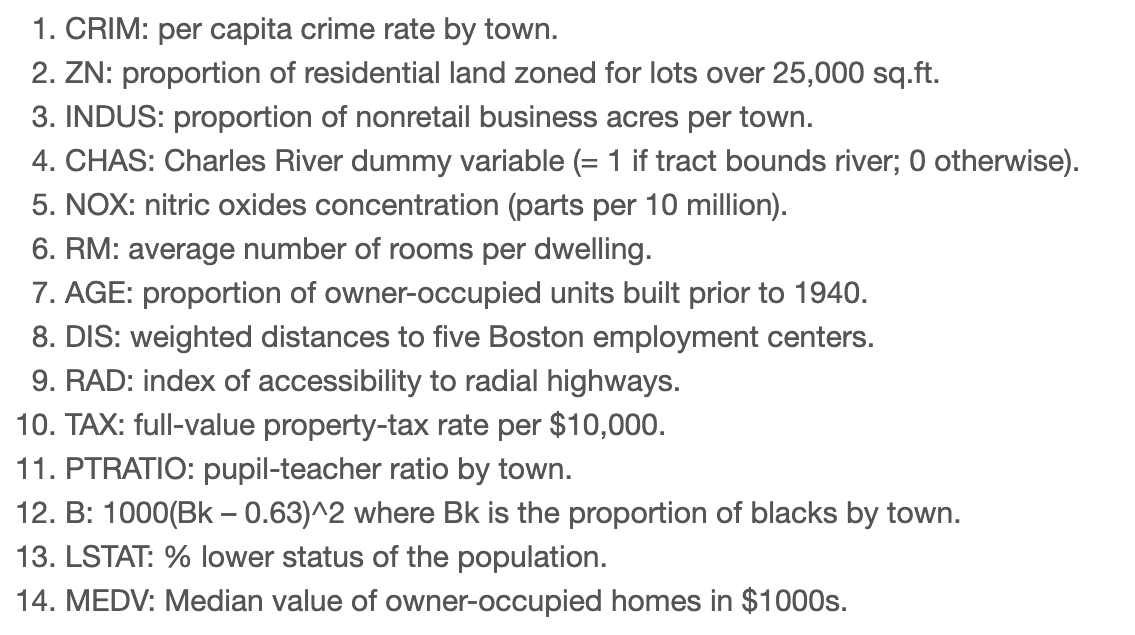 1. CRIM: per capita crime rate by town.
2. ZN: proportion of residential land zoned for lots over 25,000 sq.ft.
3. INDUS: proportion of nonretail business acres per town.
4. CHAS: Charles River dummy variable (= 1 if tract bounds river; 0 otherwise).
5. NOX: nitric oxides concentration (parts per 10 million).
6. RM: average number of rooms per dwelling.
7. AGE: proportion of owner-occupied units built prior to 1940.
8. DIS: weighted distances to five Boston employment centers.
9. RAD: index of accessibility to radial highways.
10. TAX: full-value property-tax rate per $10,000.
11. PTRATIO: pupil-teacher ratio by town.
12. B: 1000(Bk – 0.63)^2 where Bk is the proportion of blacks by town.
13. LSTAT: % lower status of the population.
14. MEDV: Median value of owner-occupied homes in $1000s.